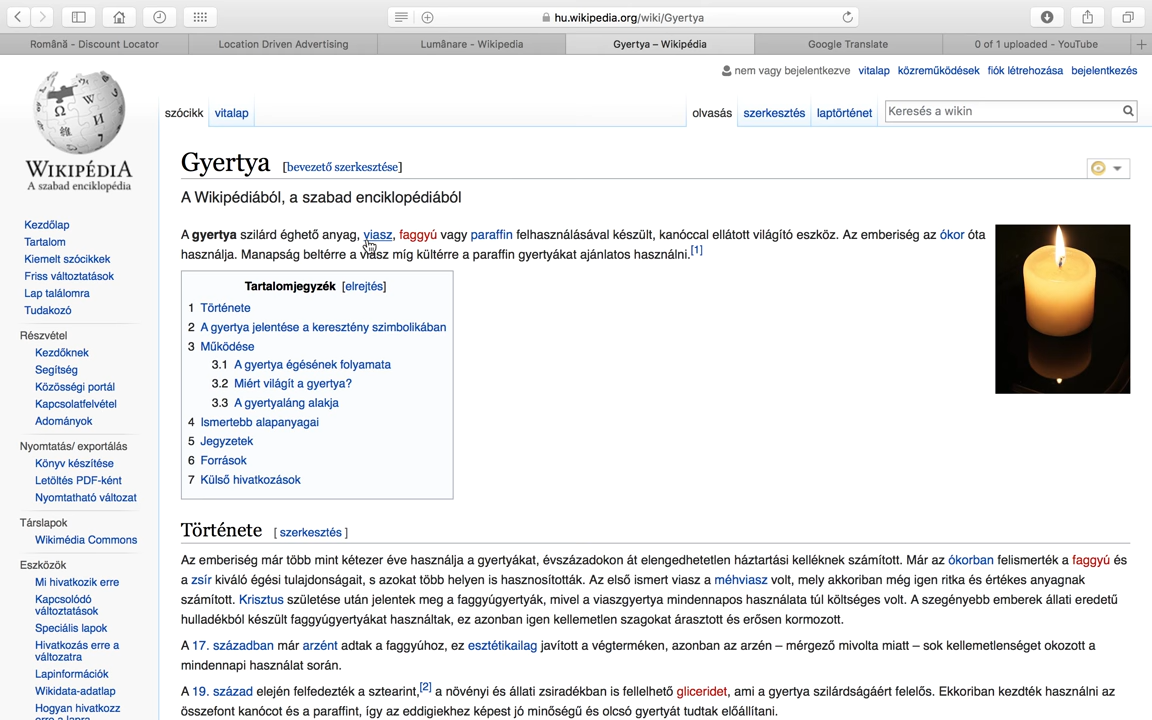 hu.wikipedia.org/wiki/Gyertya
Română - Discount Locator
Location Driven Advertising
Lumânare - Wikipedia
Gyertya – Wikipédia
Google Translate
0 of 1 uploaded - YouTube
nem vagy bejelentkezve vitalap közreműködések fiók létrehozása bejelentkezés
szócikk vitalap
olvasás szerkesztés laptörténet Keresés a wikin
WIKIPÉDIA
A szabad enciklopédia
Kezdőlap
Tartalom
Kiemelt szócikkek
Friss változtatások
Lap találomra
Tudakozó
Részvétel
Kezdőknek
Segítség
Közösségi portál
Kapcsolatfelvétel
Adományok
Nyomtatás/ exportálás
Könyv készítése
Letöltés PDF-ként
Nyomtatható változat
Társlapok
Wikimédia Commons
Eszközök
Mi hivatkozik erre
Kapcsolódó
változtatások
Speciális lapok
Hivatkozás erre a
változatra
Lapinformációk
Wikidata-adatlap
Hogyan hivatkozz
erre a lapra
Gyertya [bevezető szerkesztése]
A Wikipédiából, a szabad enciklopédiából
A gyertya szilárd éghető anyag, viasz, faggyú vagy paraffin felhasználásával készült, kanóccal ellátott világító eszköz. Az emberiség az ókor óta
használja. Manapság beltérre a viasz míg kültérre a paraffin gyertyákat ajánlatos használni.[1]
Tartalomjegyzék [elrejtés]
1 Története
2 A gyertya jelentése a keresztény szimbolikában
3 Működése
3.1 A gyertya égésének folyamata
3.2 Miért világít a gyertya?
3.3 A gyertyaláng alakja
4 Ismertebb alapanyagai
5 Jegyzetek
6 Források
7 Külső hivatkozások
Története [ szerkesztés ]
Az emberiség már több mint kétezer éve használja a gyertyákat, évszázadokon át elengedhetetlen háztartási kelléknek számított. Már az ókorban felismerték a faggyú és
a zsír kiváló égési tulajdonságait, s azokat több helyen is hasznosították. Az első ismert viasz a méhviasz volt, mely akkoriban még igen ritka és értékes anyagnak
számított. Krisztus születése után jelentek meg a faggyúgyertyák, mivel a viaszgyertya mindennapos használata túl költséges volt. A szegényebb emberek állati eredetű
hulladékból készült faggyúgyertyákat használtak, ez azonban igen kellemetlen szagokat árasztott és erősen kormozott.
A 17. században már arzént adtak a faggyúhoz, ez esztétikailag javított a végterméken, azonban az arzén – mérgező mivolta miatt – sok kellemetlenséget okozott a
mindennapi használat során.
A 19. század elején felfedezték a sztearint,[2] a növényi és állati zsiradékban is fellelhető gliceridet, ami a gyertya szilárdságáért felelős. Ekkoriban kezdték használni az
összefont kanócot és a paraffint, így az eddigiekhez képest jó minőségű és olcsó gyertyát tudtak előállítani.